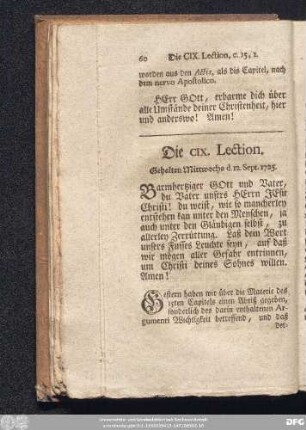 60 Die CIX. Lection, c. 15, 1.
worden aus den Actis, als dis Capitel, nach
dem nervo Apostolico.
HErr GOtt, erbarme dich über
alle Umstände deiner Christenheit, hier
und anderswo! Amen!
Die CIX. Lection.
Gehalten Mittwochs d. 12. Sept. 1725.
Barmhertziger GOtt und Vater,
du Vater unsers HErrn JEsu
Christi! du weist, wie so mancherley
entstehen kan unter den Menschen, ja
auch unter den Gläubigen selbst, zu
allerley Zerrüttung. Laß dein Wort
unsers Fusses Leuchte seyn, auf daß
wir mögen aller Gefahr entrinnen,
um Christi deines Sohnes willen.
Amen!
Gestern haben wir über die Materie des
15ten Capitels einen Abriß gegeben,
sonderlich des darin enthaltenen Ar-
gumenti Wichtigkeit betreffend, und daß
der-